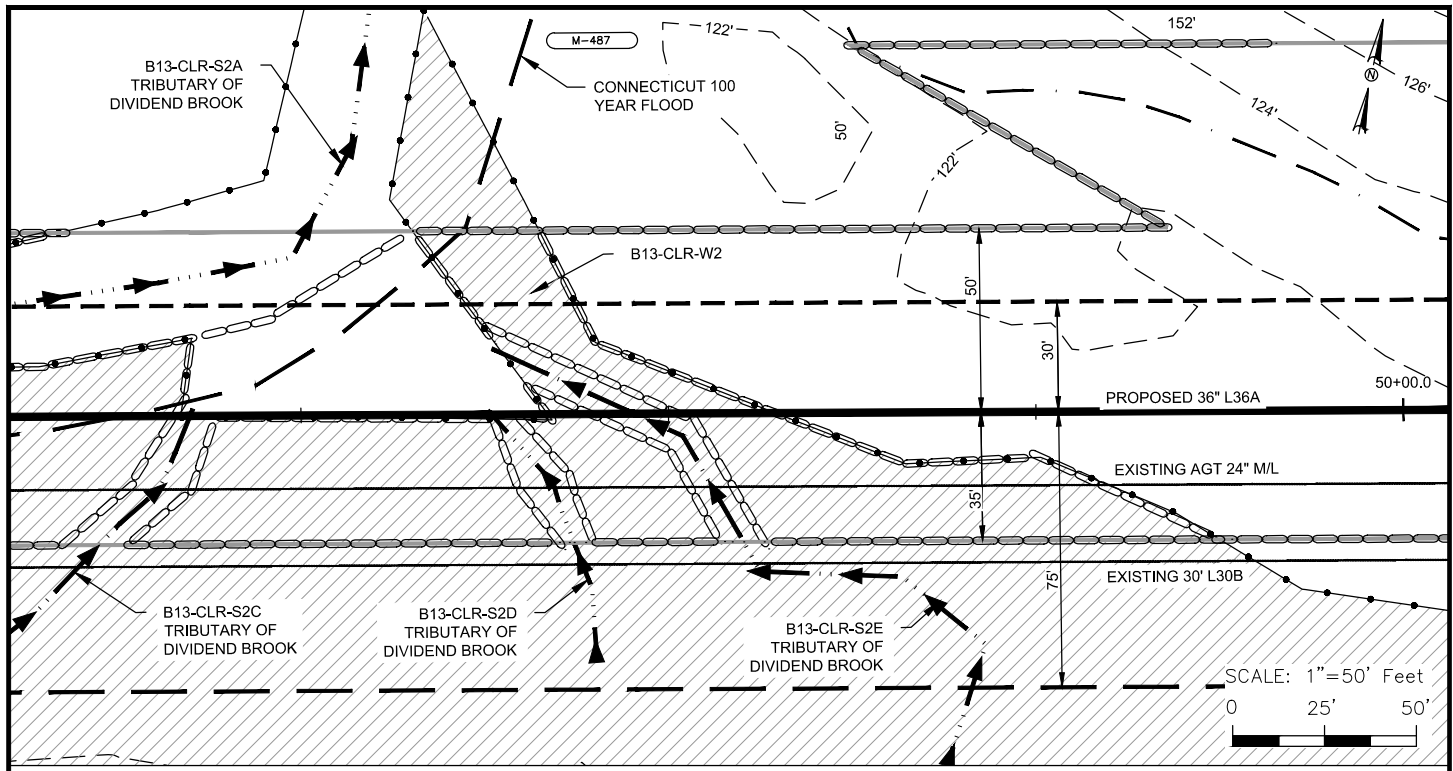 M-487
B13-CLR-S2A
TRIBUTARY OF
DIVIDEND BROOK
CONNECTICUT 100
YEAR FLOOD
122'
152'
N
126'
124'
50'
122'
B13-CLR-W2
50'
30'
50+00.0
PROPOSED 36" L36A
EXISTING AGT 24" M/L
35'
75'
EXISTING 30' L30B
B13-CLR-S2C
TRIBUTARY OF
DIVIDEND BROOK
B13-CLR-S2D
TRIBUTARY OF
DIVIDEND BROOK
B13-CLR-S2E
TRIBUTARY OF
DIVIDEND BROOK
SCALE: 1"=50' Feet
0 25' 50'